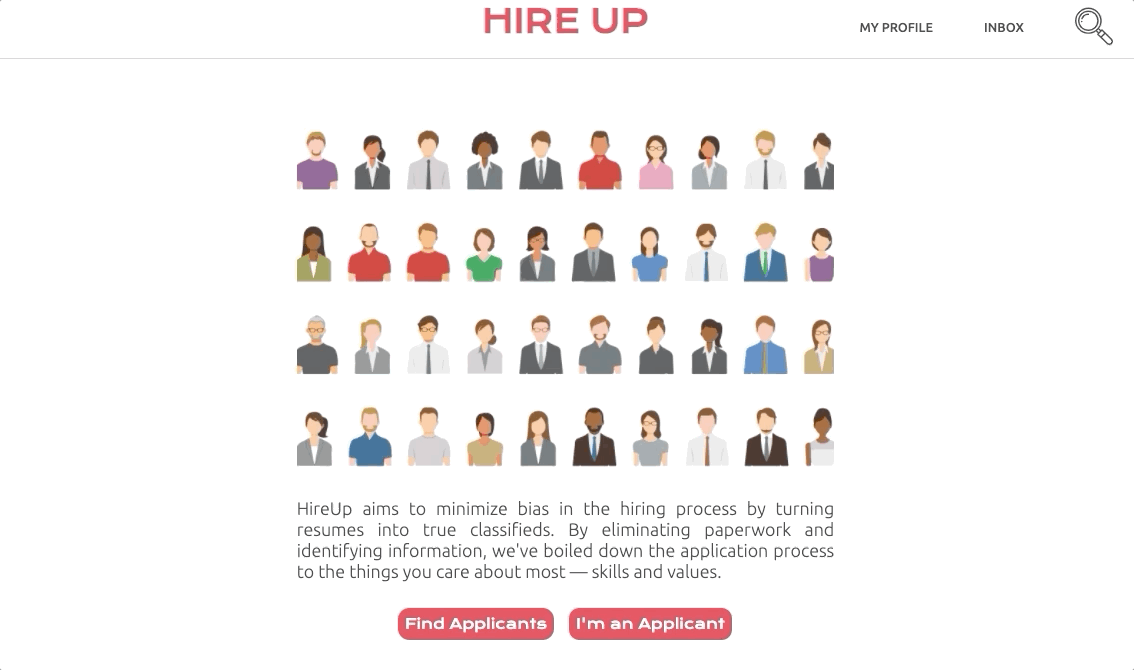 HIRE UP
MY PROFILE
INBOX
HireUp aims to minimize bias in the hiring process by turning
resumes into true classifieds. By eliminating paperwork and
identifying information, we've boiled down the application process
to the things you care about most — skills and values.
Find Applicants
I'm an Applicant